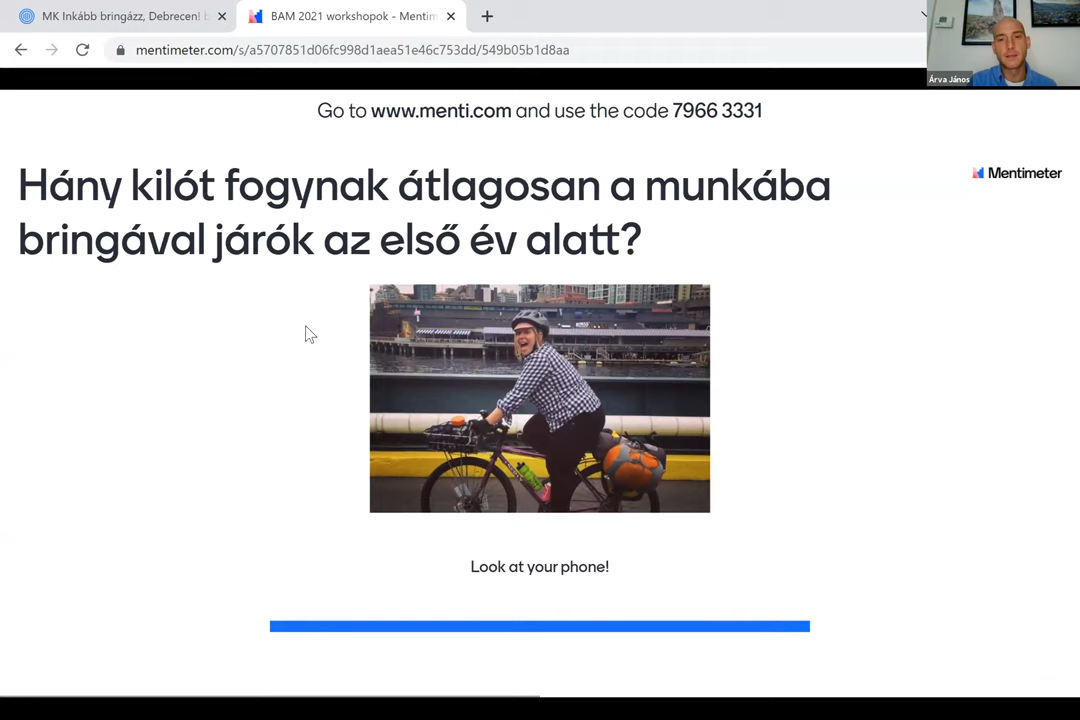 MK Inkább bringázz, Debrecen! b
BAM 2021 workshopok - Mentim
mentimeter.com/s/a5707851d06fc998d1aea51e46c753dd/549b05b1d8aa
Árva János
Go to www.menti.com and use the code 7966 3331
Mentimeter
Hány kilót fogynak átlagosan a munkába
bringával járók az első év alatt?
Look at your phone!